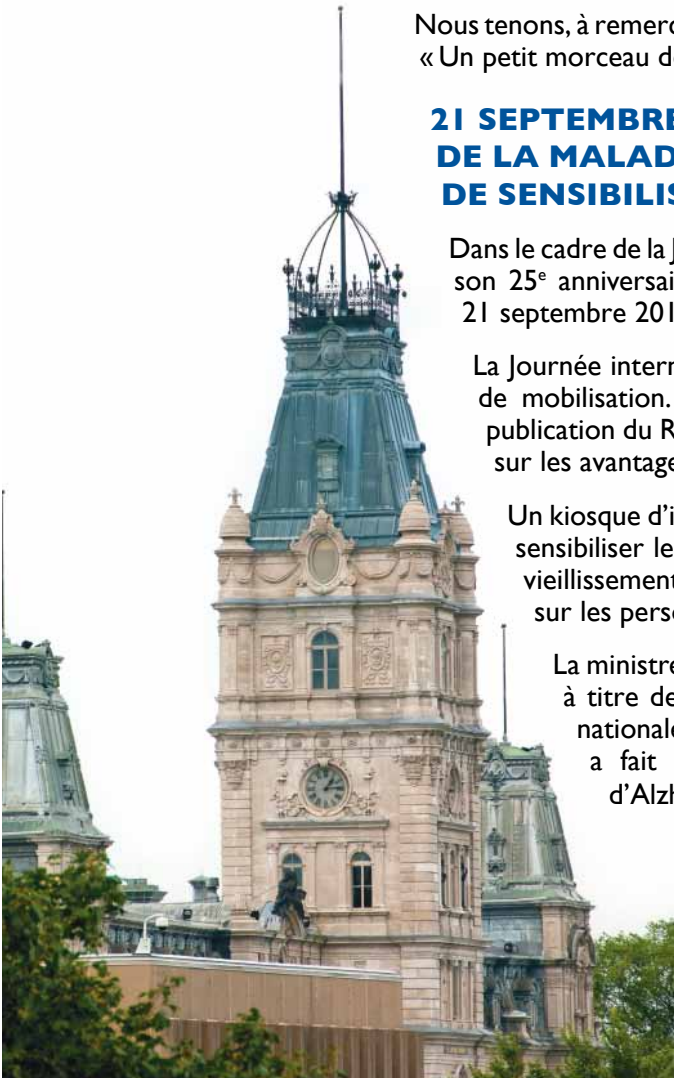 Nous tenons, à remerc
« Un petit morceau d
21 SEPTEMBRE
DE LA MALAD
DE SENSIBILIS
Dans le cadre de la J
son 25e anniversai
21 septembre 201
La Journée intern
de mobilisation.
publication du R
sur les avantage
Un kiosque d'i
sensibiliser le
vieillissement
sur les pers
La ministre
à titre de
nationale
a fait
d'Alzh